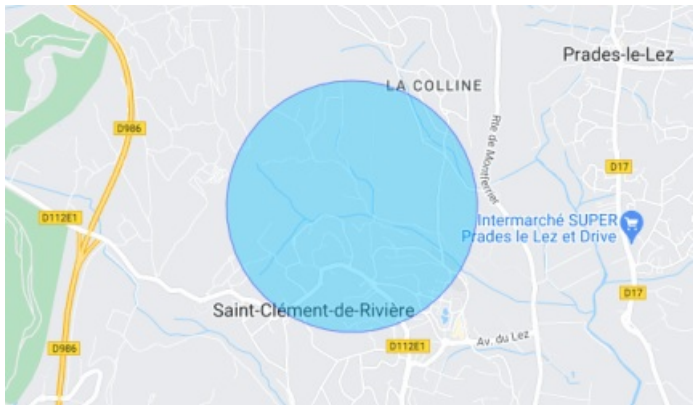 Prades-le-Lez
LA COLLINE
D986
Rte de Montferrier
D17
D112E1
Intermarché SUPER
Prades le Lez et Drive
D17
Saint-Clément-de-Rivière
Av. du Lez
D112E1
D986